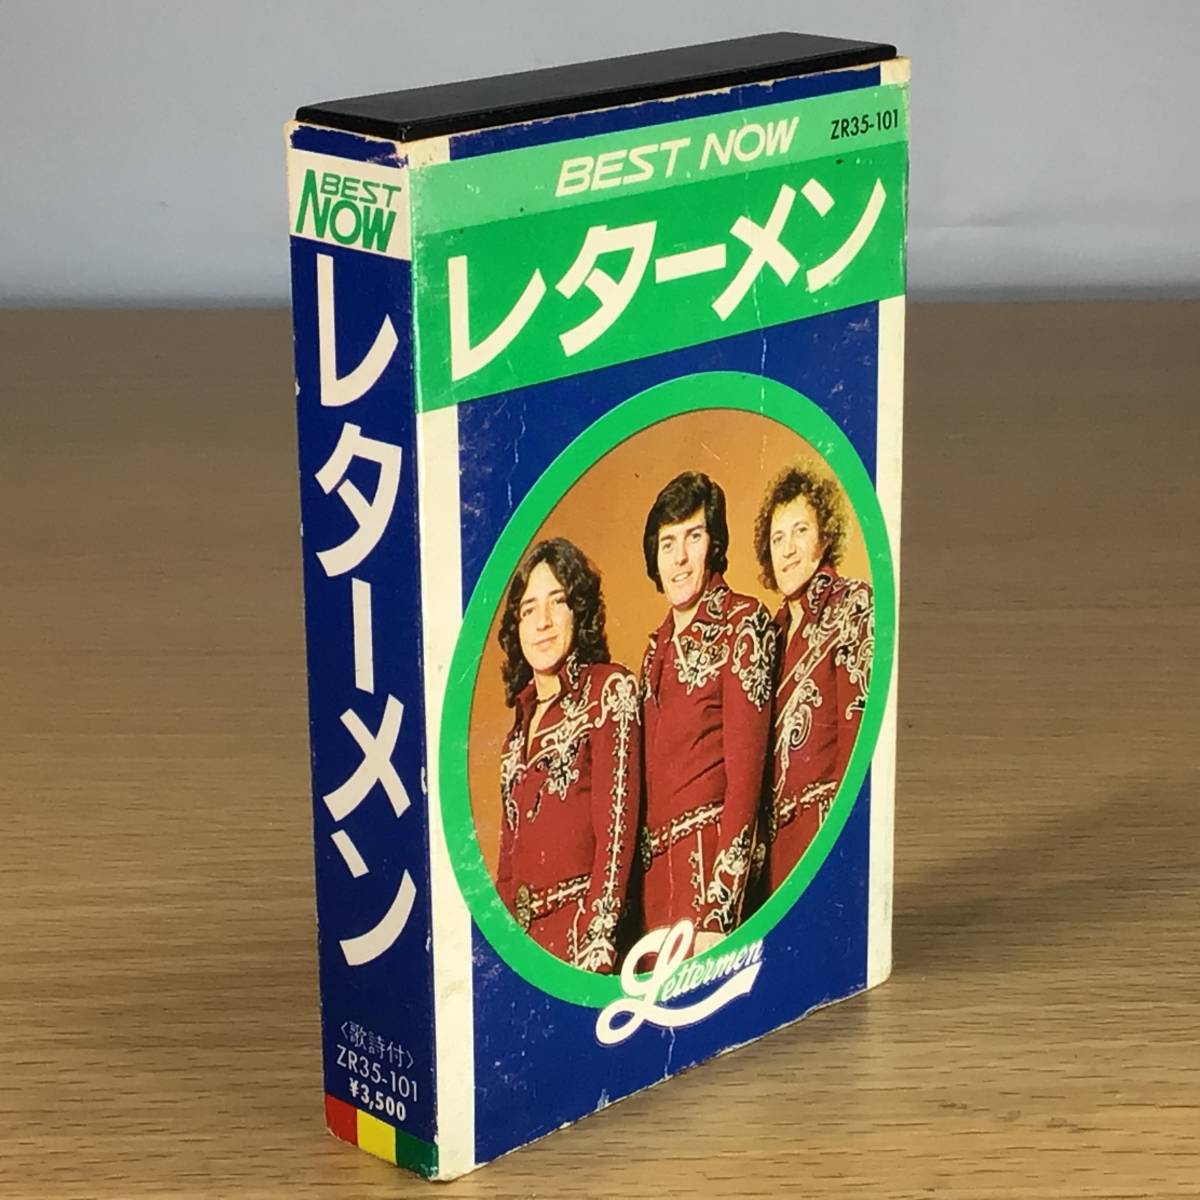 BEST
NOW
レターメン
〈歌詩付〉
ZR35-101
¥3,500
BEST NOW
ZR35-101
レターメン
Lettermen